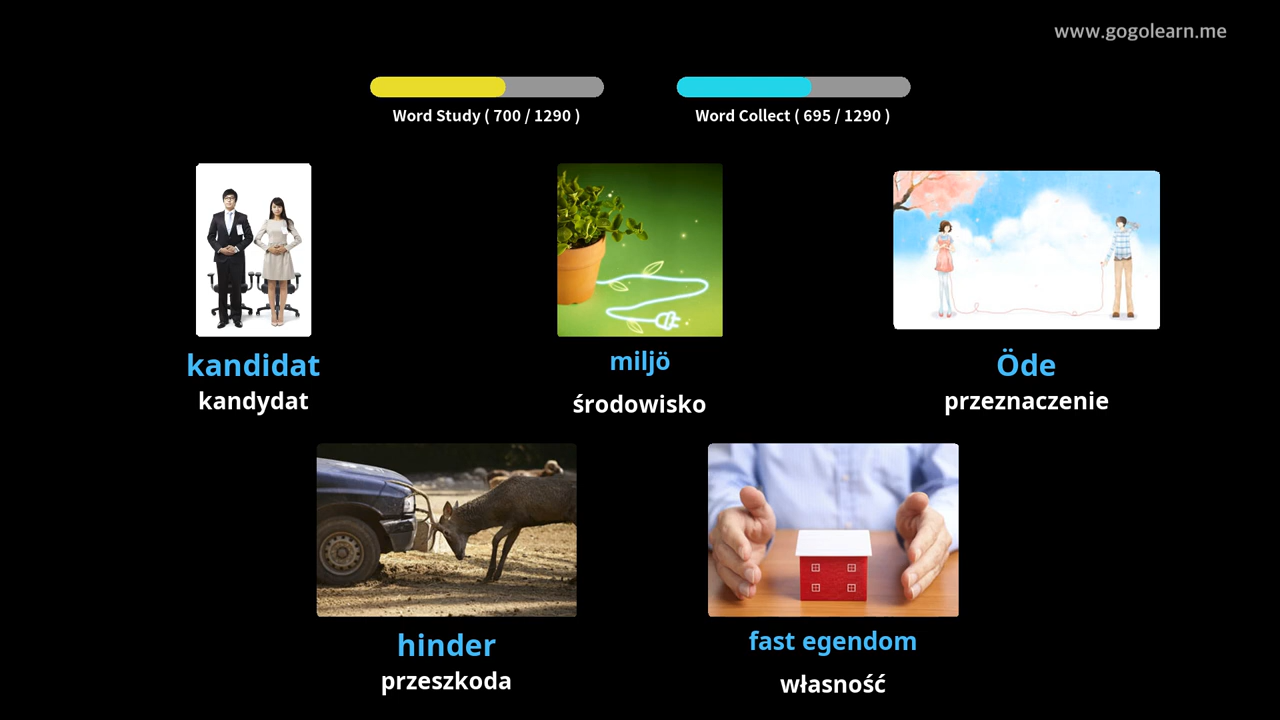 www.gogolearn.me
Word Study ( 700 / 1290 )
Word Collect ( 695 / 1290 )
kandidat
kandydat
miljö
środowisko
Öde
przeznaczenie
hinder
przeszkoda
fast egendom
własność